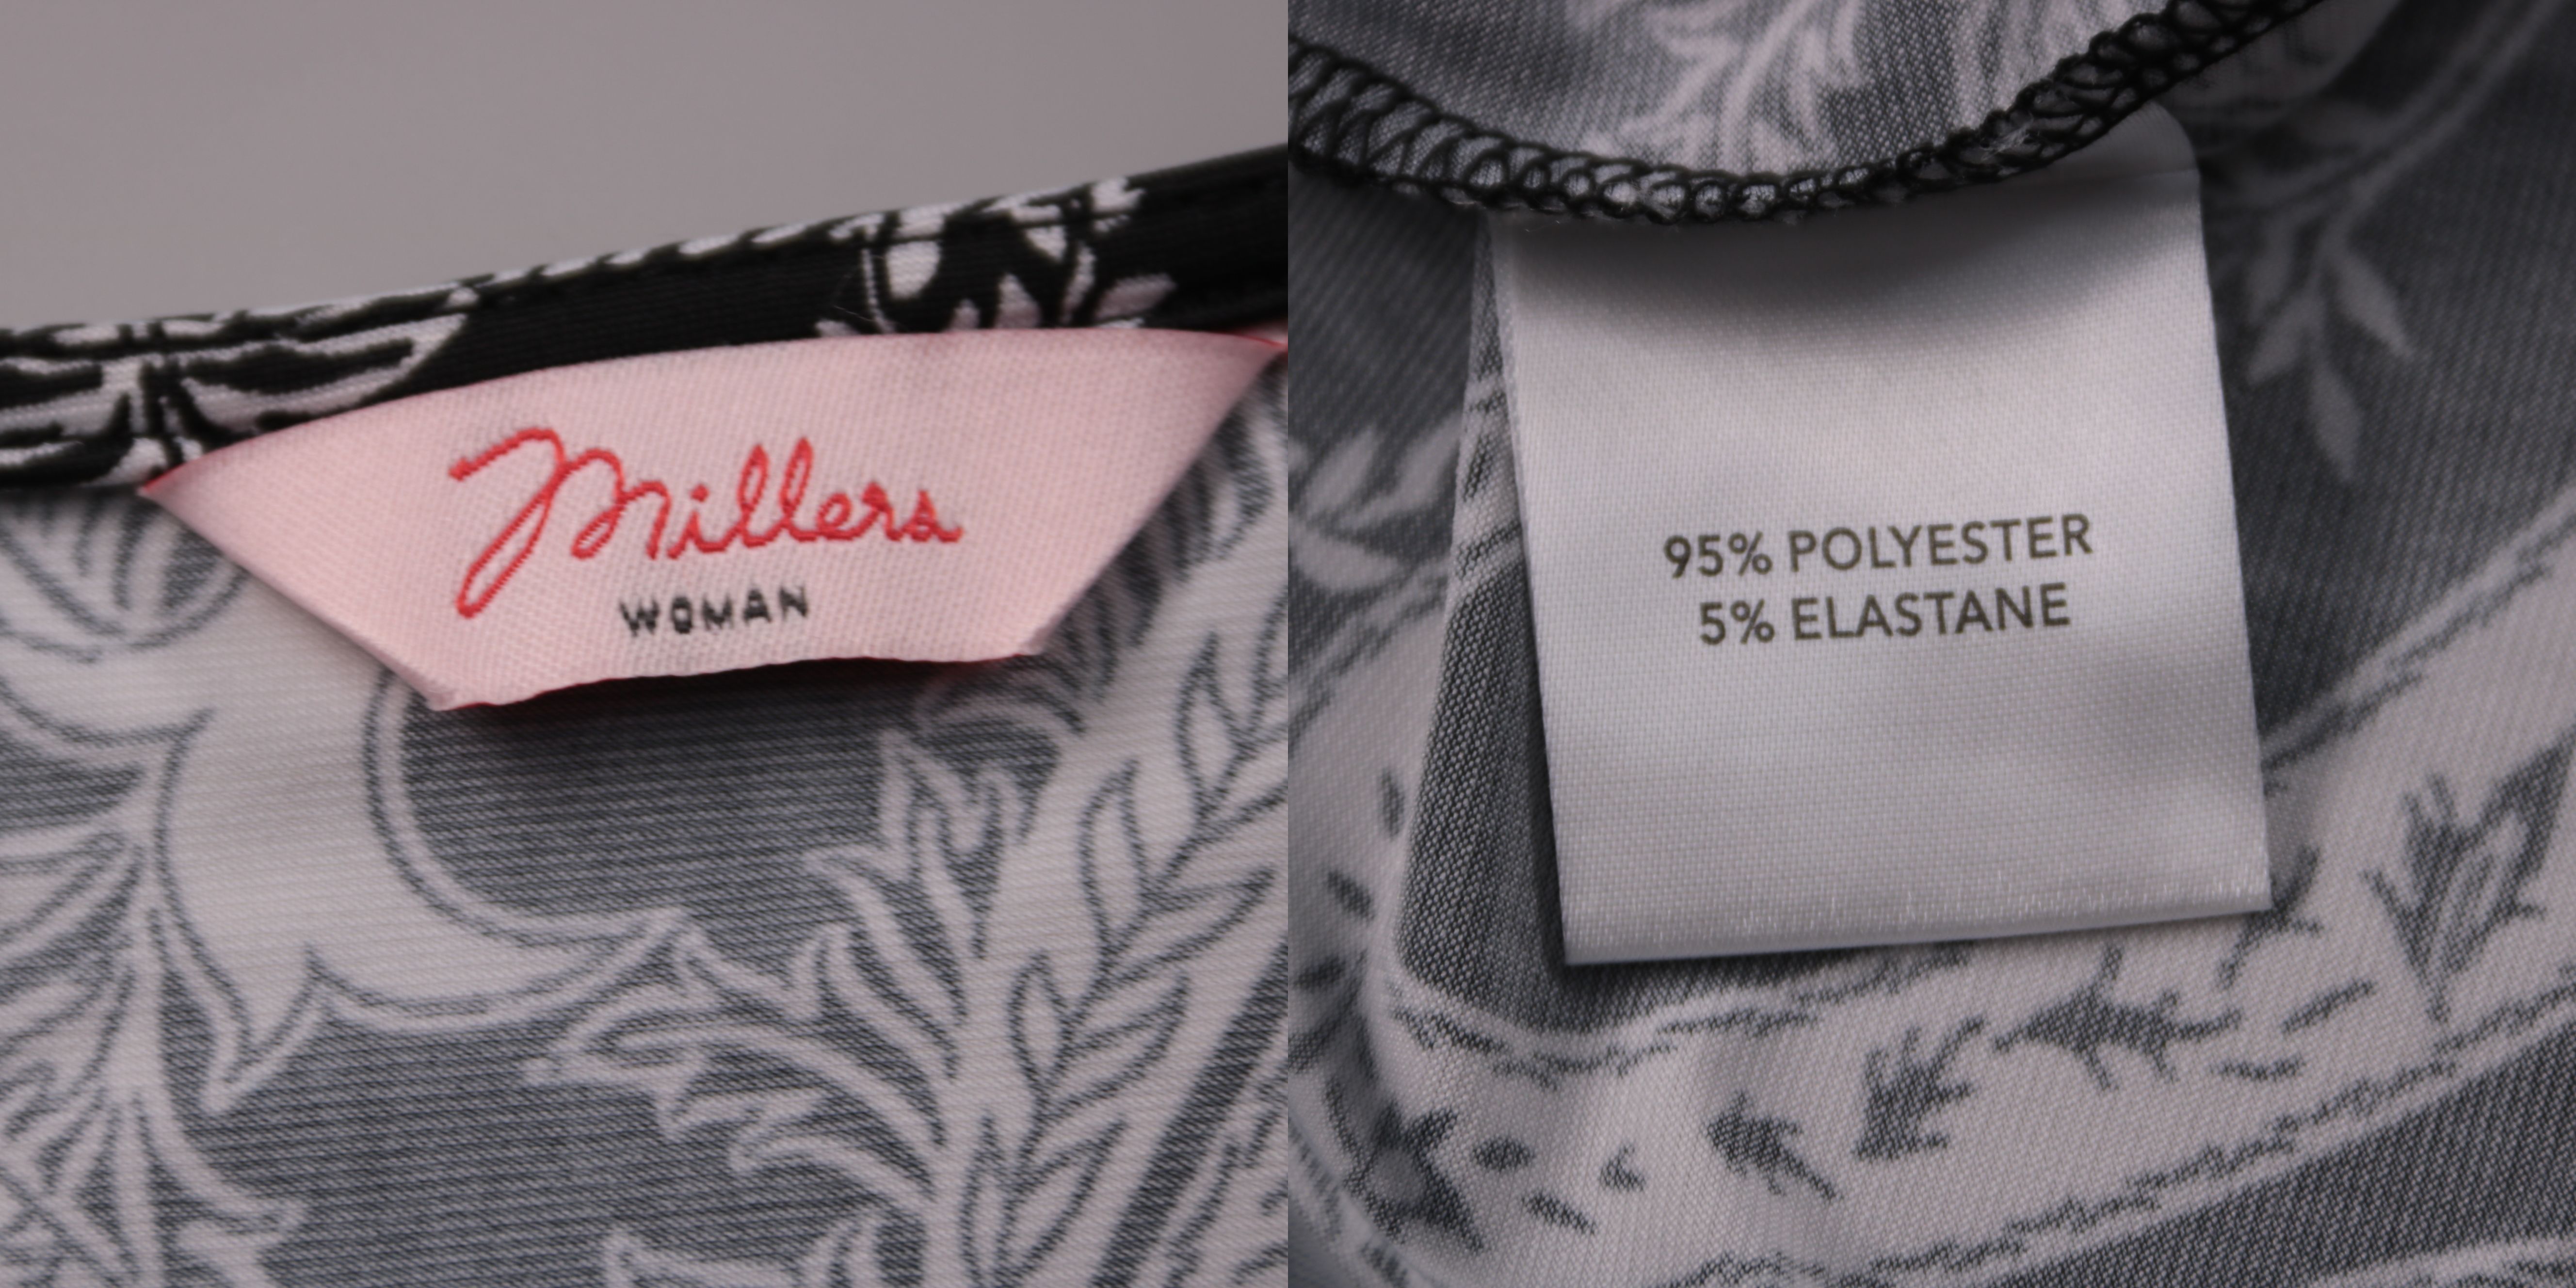 Millers
WOMAN
95% POLYESTER
5% ELASTANE